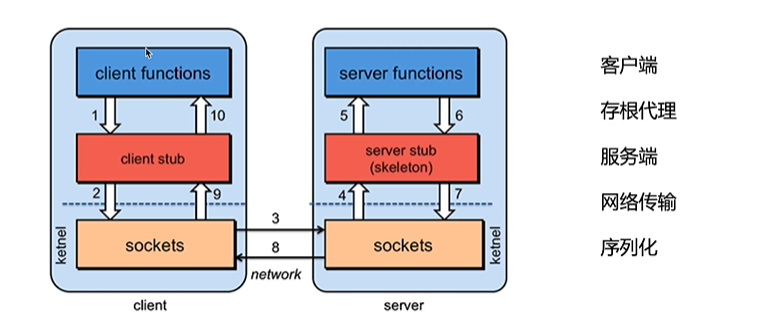 client functions
1
10
client stub
2
9
ketnel
sockets
client
3
8
network
server functions
5
6
server stub
(skeleton)
4
7
sockets
ketnel
server
客户端
存根代理
服务端
网络传输
序列化